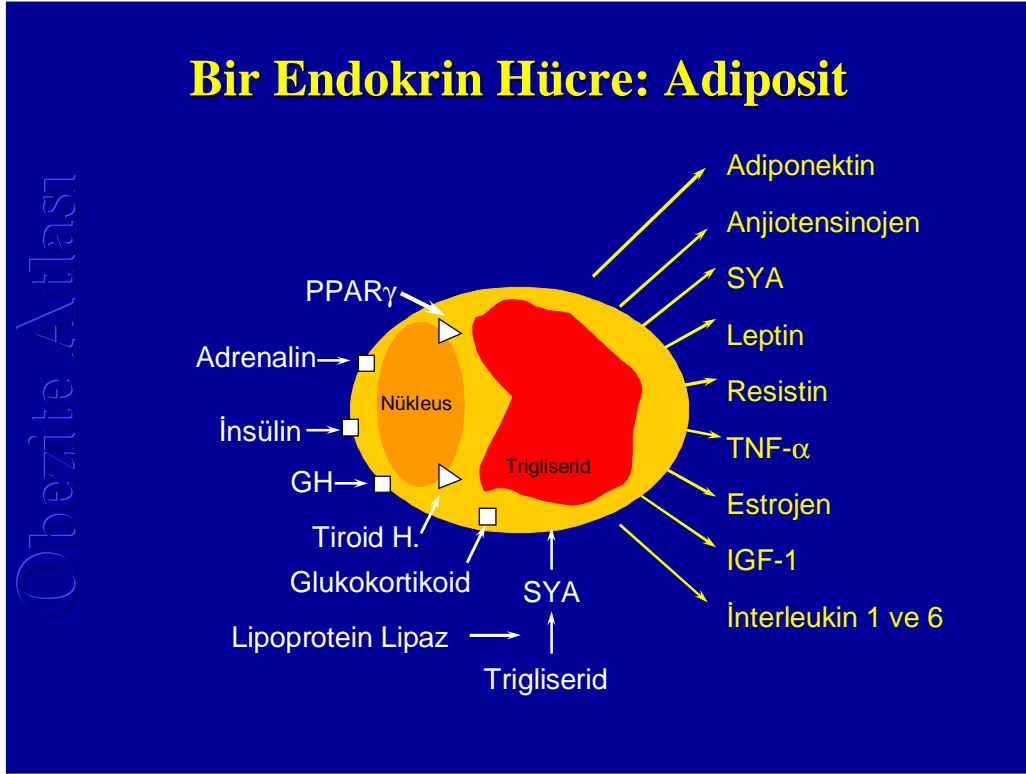 Bir Endokrin Hücre: Adiposit
Obezite Atlası
Adiponektin
Anjiotensinojen
SYA
Leptin
Resistin
TNF-α
Estrojen
IGF-1
İnterleukin 1 ve 6
PPARγ
Adrenalin
İnsülin
GH
Tiroid H.
Glukokortikoid
Nükleus
Trigliserid
SYA
Lipoprotein Lipaz
Trigliserid